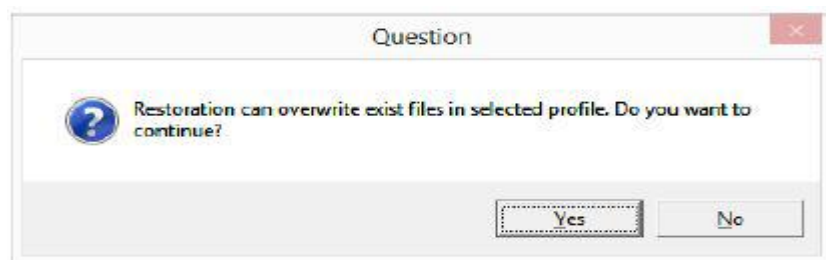 Question
Restoration can overwrite exist files in selected profile. Do you want to
continue?
Yes No